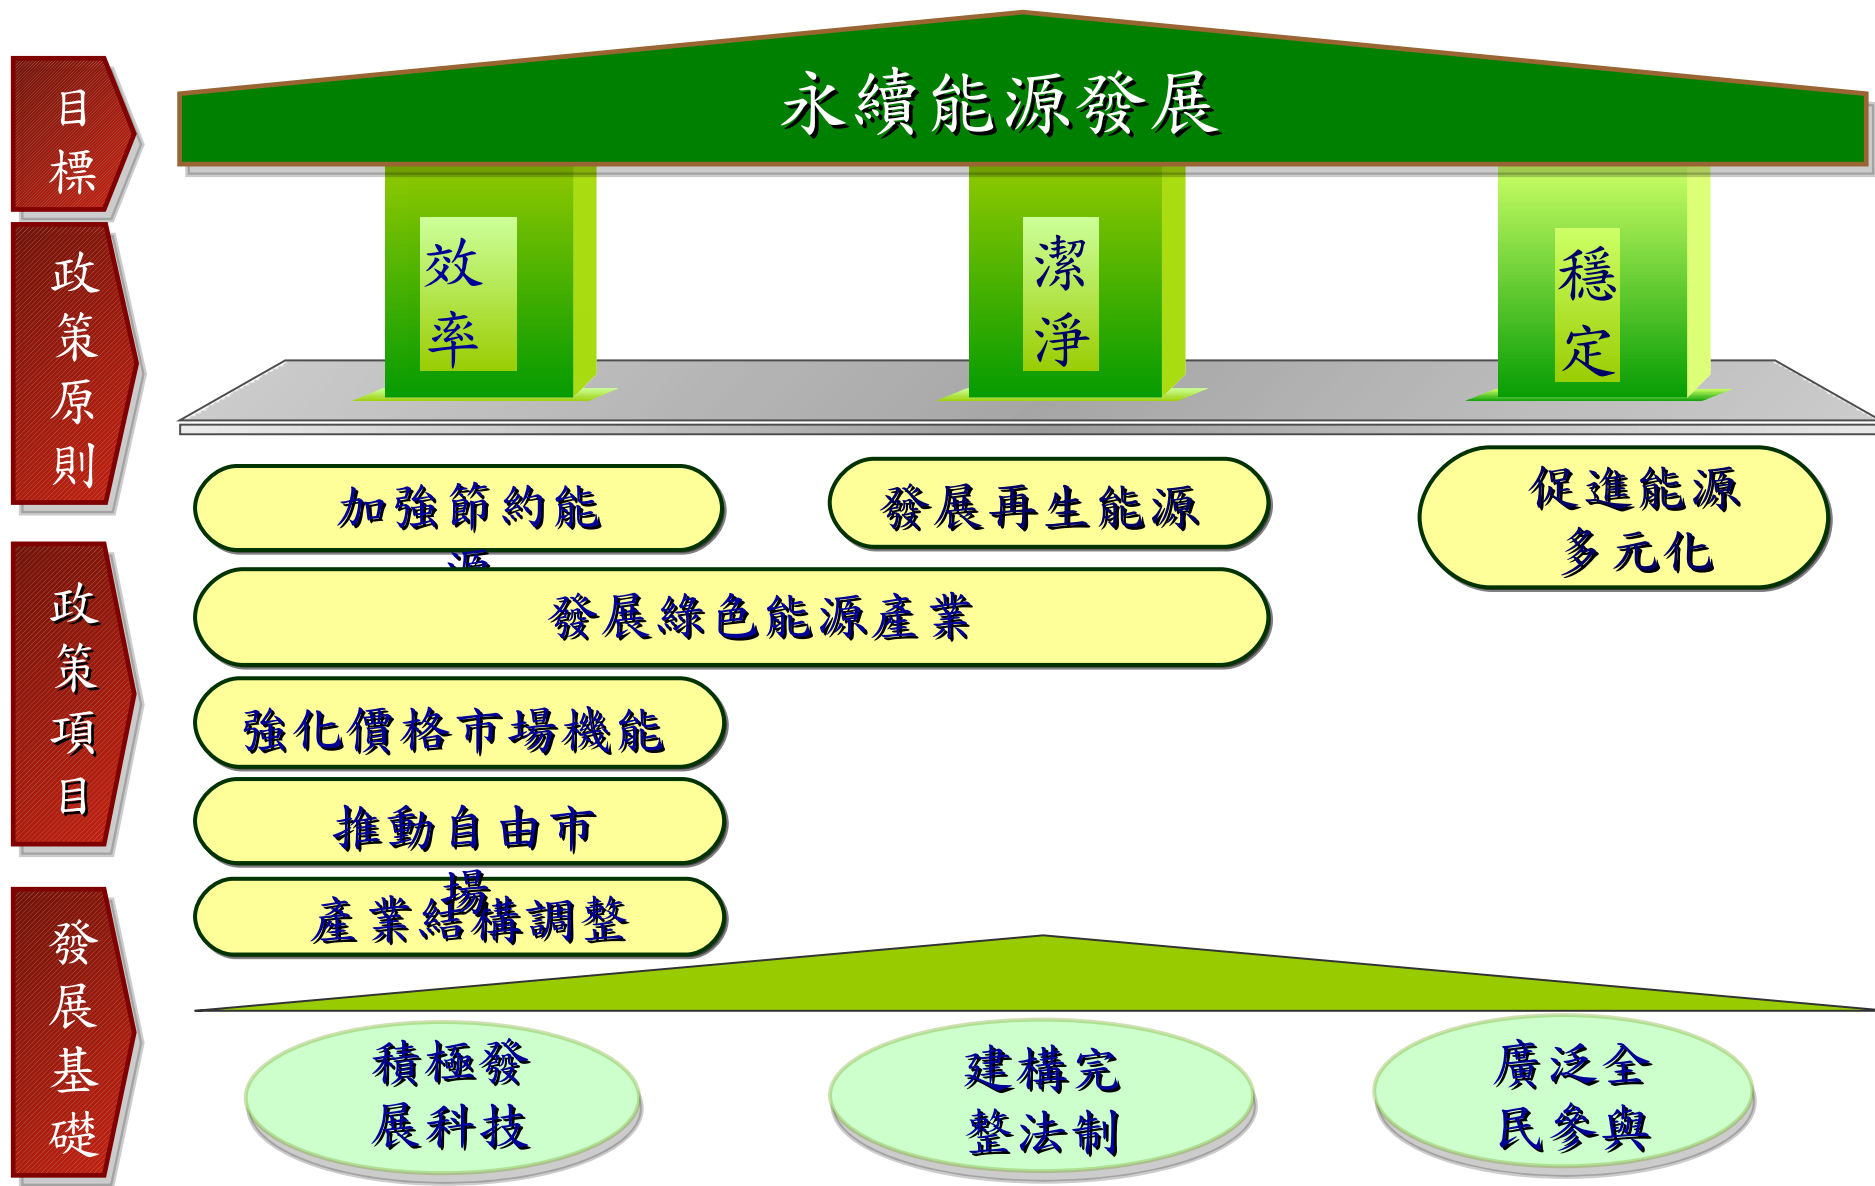 永續能源發展
目
標
效
率
潔
淨
穩
定
政
策
原
則
加強節約能
源
發展再生能源
促進能源
多元化
發展綠色能源產業
政
策
項
目
強化價格市場機能
推動自由市
場
產業結構調整
發
展
基
礎
積極發
展科技
建構完
整法制
廣泛全
民參與